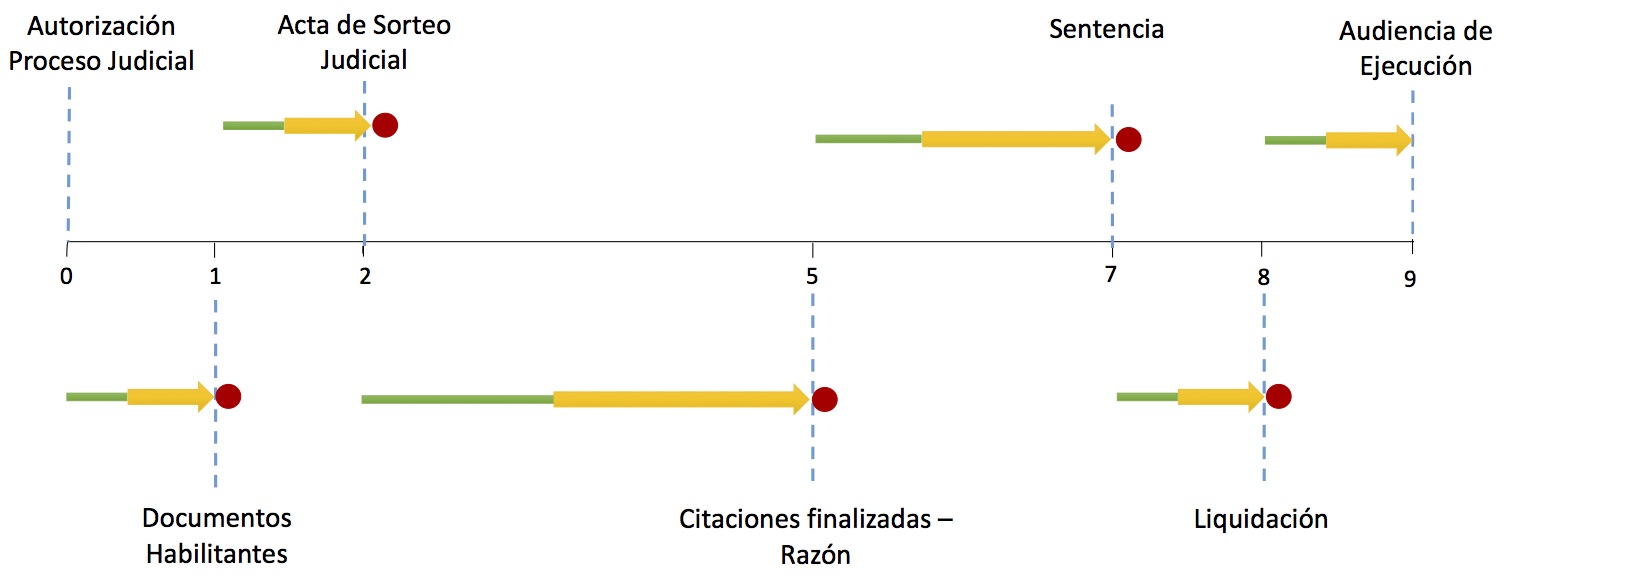 Autorización
Proceso Judicial
Acta de Sorteo
Judicial
Sentencia
Audiencia de
Ejecución
0
1
2
5
7
8
9
Documentos
Habilitantes
Citaciones finalizadas –
Razón
Liquidación